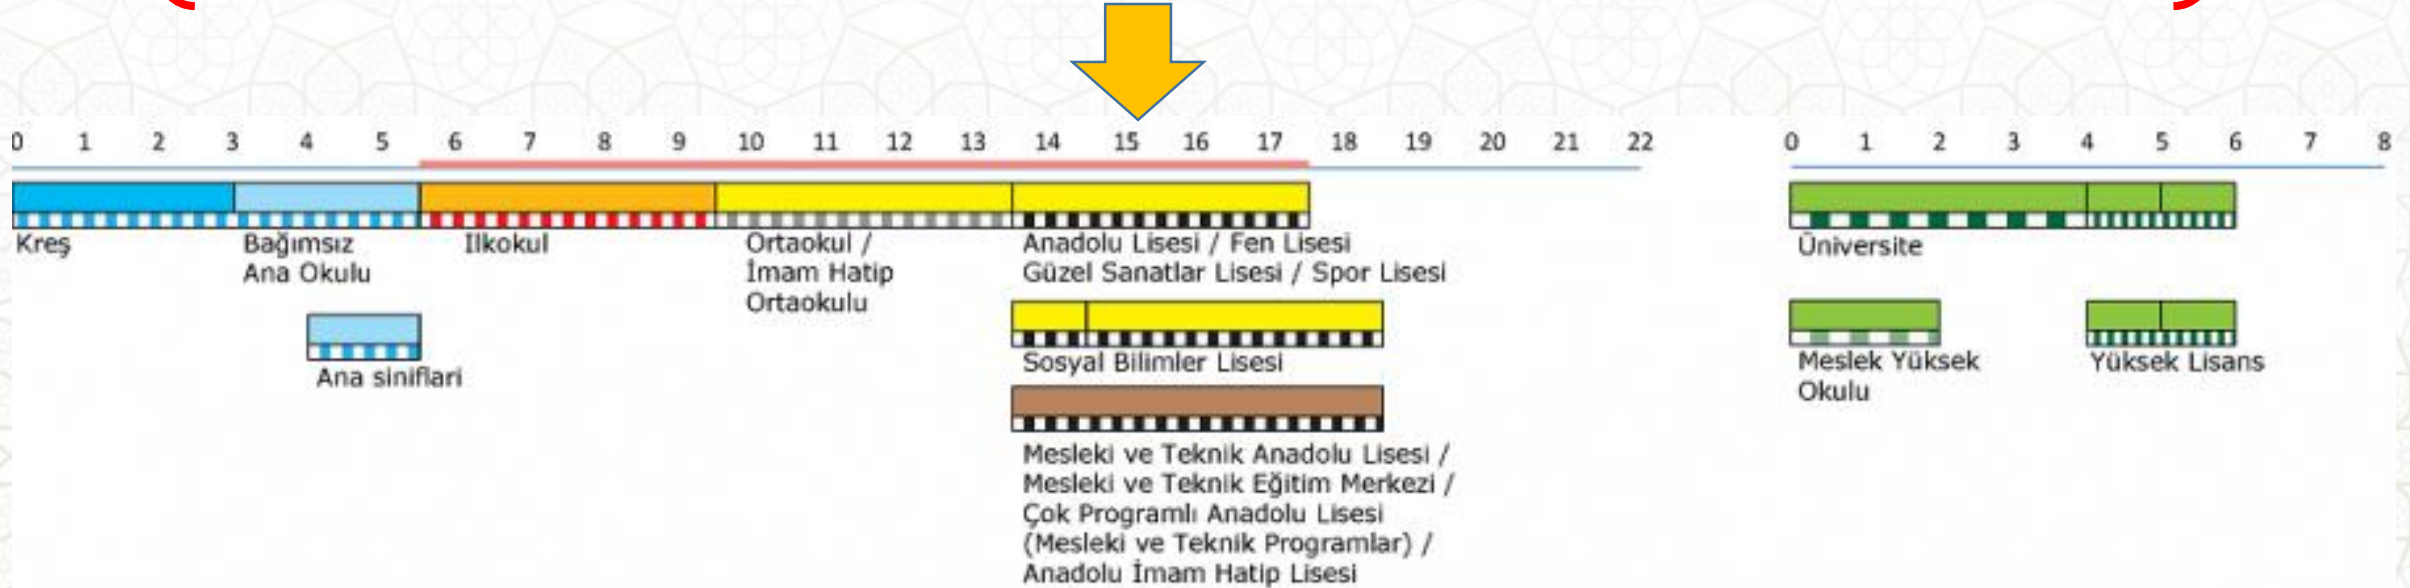 0 1 2 3 4 5 6 7 8 9 10 11 12 13 14 15 16 17 18 19 20 21 22
0 1 2 3 4 5 6 7 8
Kreş
Bağımsız
Ana Okulu
Ilkokul
Ortaokul /
İmam Hatip
Ortaokulu
Anadolu Lisesi / Fen Lisesi
Güzel Sanatlar Lisesi / Spor Lisesi
Üniversite
Ana siniflari
Sosyal Bilimler Lisesi
Meslek Yüksek
Okulu
Yüksek Lisans
Mesleki ve Teknik Anadolu Lisesi /
Mesleki ve Teknik Eğitim Merkezi /
Çok Programlı Anadolu Lisesi
(Mesleki ve Teknik Programlar) /
Anadolu İmam Hatip Lisesi